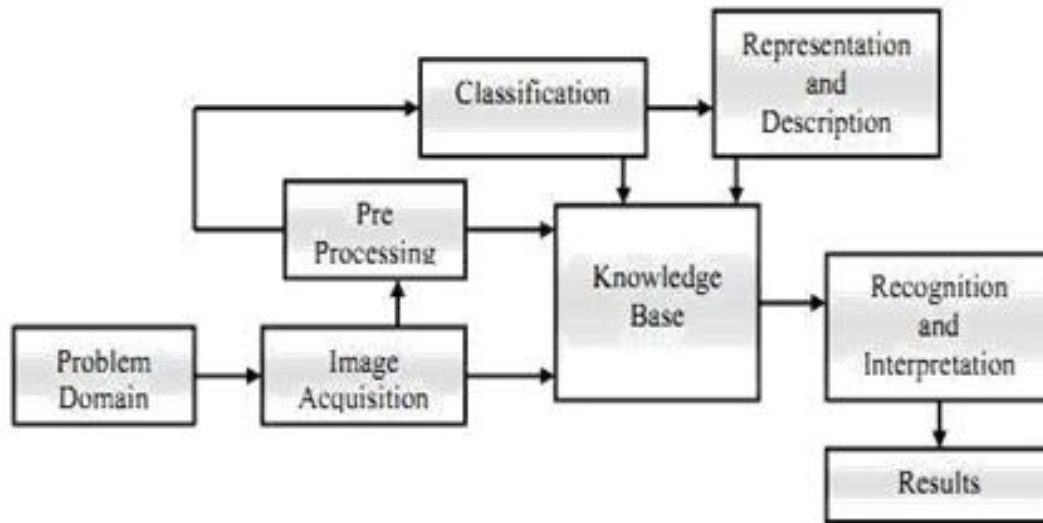 Representation
and
Description
Classification
Pre
Processing
Knowledge
Base
Recognition
and
Interpretation
Problem
Domain
Image
Acquisition
Results